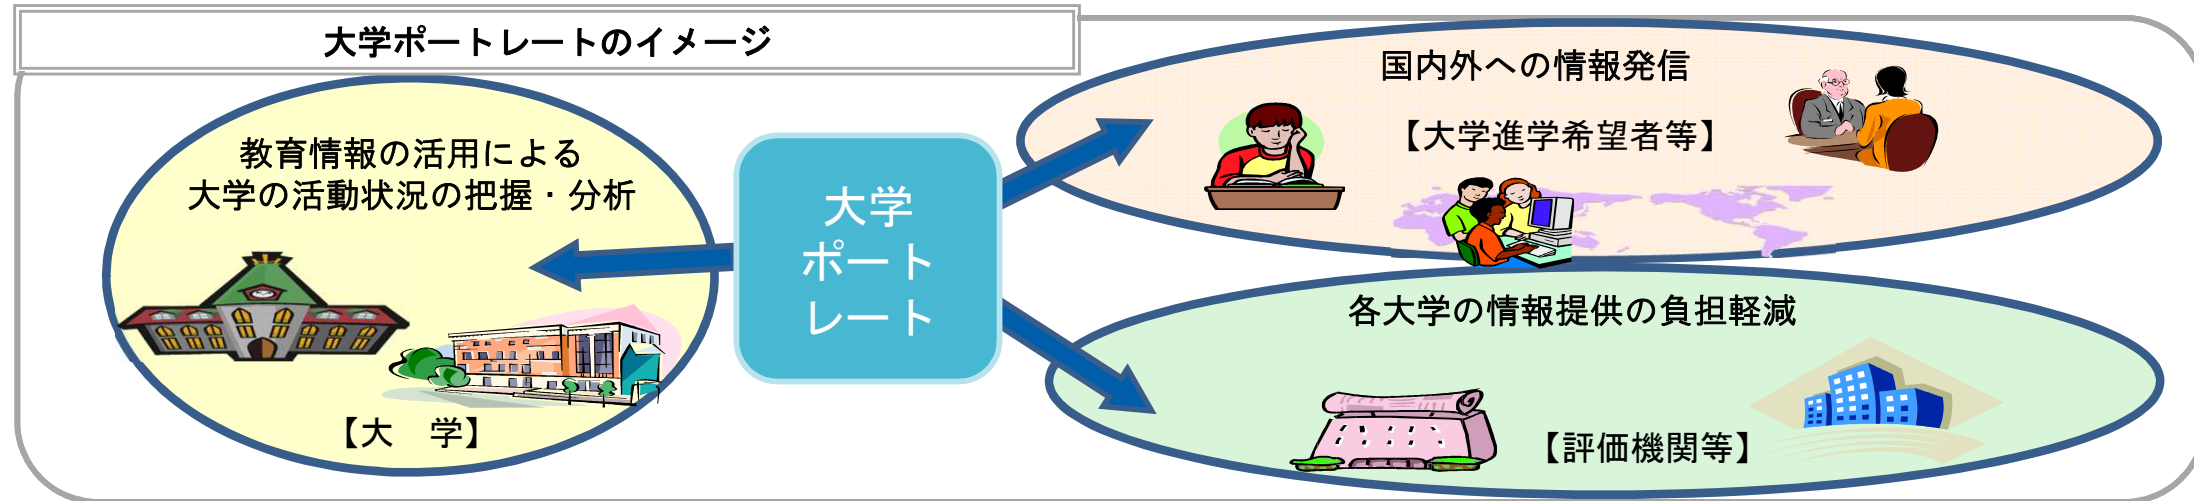 大学ポートレートのイメージ
教育情報の活用による
大学の活動状況の把握・分析
【大　学】
大学
ポート
レート
国内外への情報発信
【大学進学希望者等】
各大学の情報提供の負担軽減
【評価機関等】